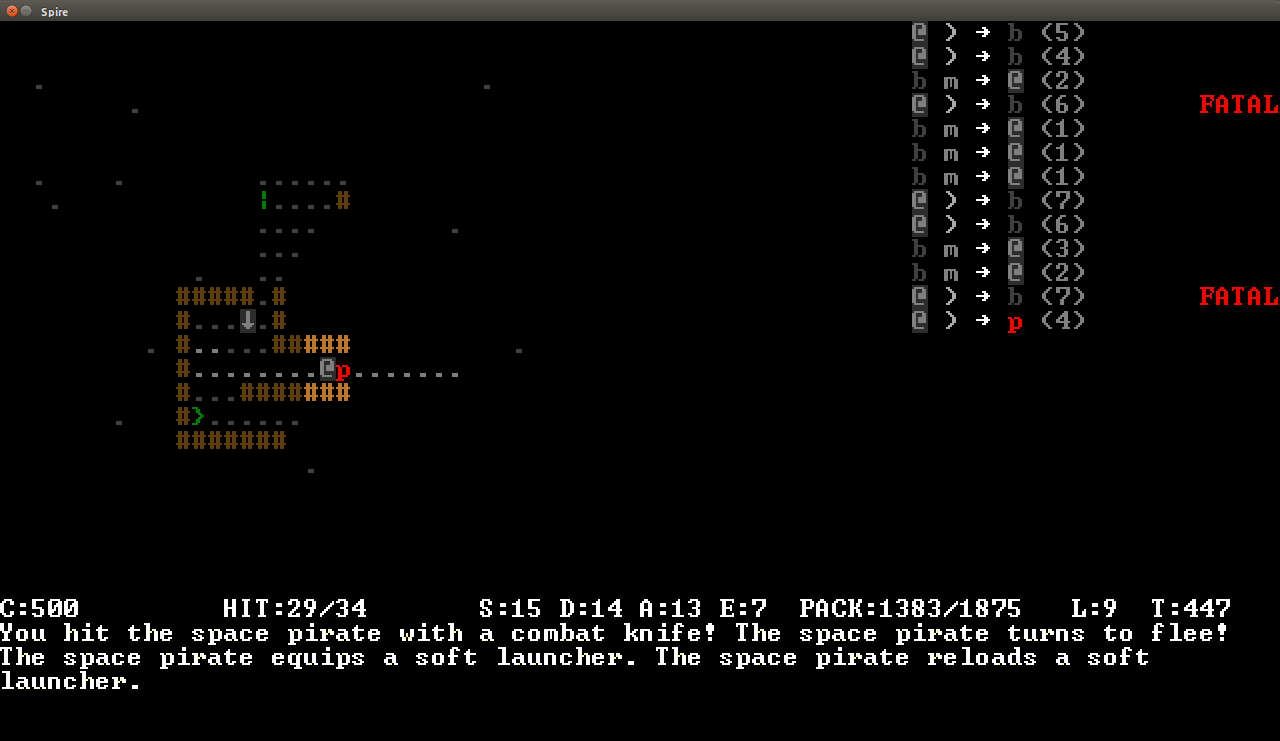 Spire
@ ) → b (5)
@ ) → b (4)
b m → @ (2)
@ ) → b (6) FATAL
b m → @ (1)
b m → @ (1)
b m → @ (1)
@ ) → b (7)
@ ) → b (6)
b m → @ (3)
b m → @ (2)
@ ) → b (7) FATAL
@ ) → p (4)
......
¦....#
....
...
. ..
#####.#
#...↓.#
#.....#####
#........@p.......
#...#######
#>......
#######
C:500 HIT:29/34 S:15 D:14 A:13 E:7 PACK:1383/1875 L:9 T:447
You hit the space pirate with a combat knife! The space pirate turns to flee!
The space pirate equips a soft launcher. The space pirate reloads a soft
launcher.